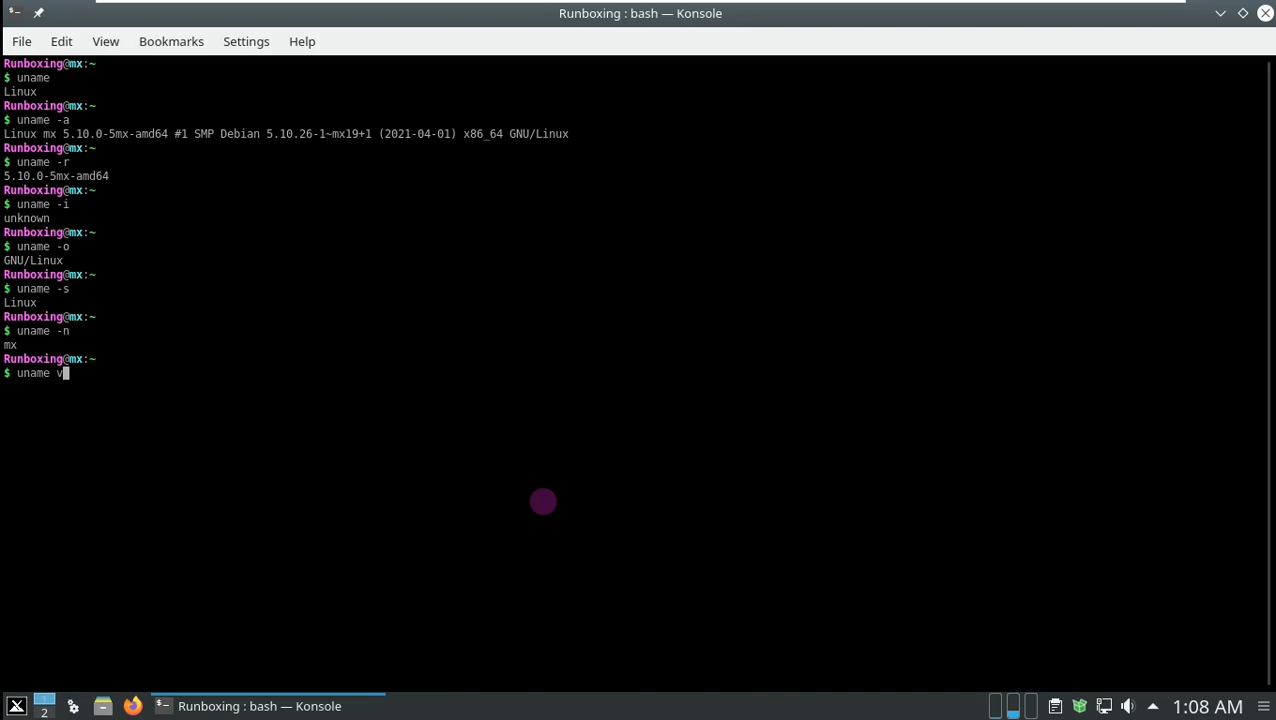 Runboxing : bash — Konsole
File Edit View Bookmarks Settings Help
Runboxing@mx:~
$ uname
Linux
Runboxing@mx:~
$ uname -a
Linux mx 5.10.0-5mx-amd64 #1 SMP Debian 5.10.26-1~mx19+1 (2021-04-01) x86_64 GNU/Linux
Runboxing@mx:~
$ uname -r
5.10.0-5mx-amd64
Runboxing@mx:~
$ uname -i
unknown
Runboxing@mx:~
$ uname -o
GNU/Linux
Runboxing@mx:~
$ uname -s
Linux
Runboxing@mx:~
$ uname -n
mx
Runboxing@mx:~
$ uname v
1
2
Runboxing : bash — Konsole
1:08 AM